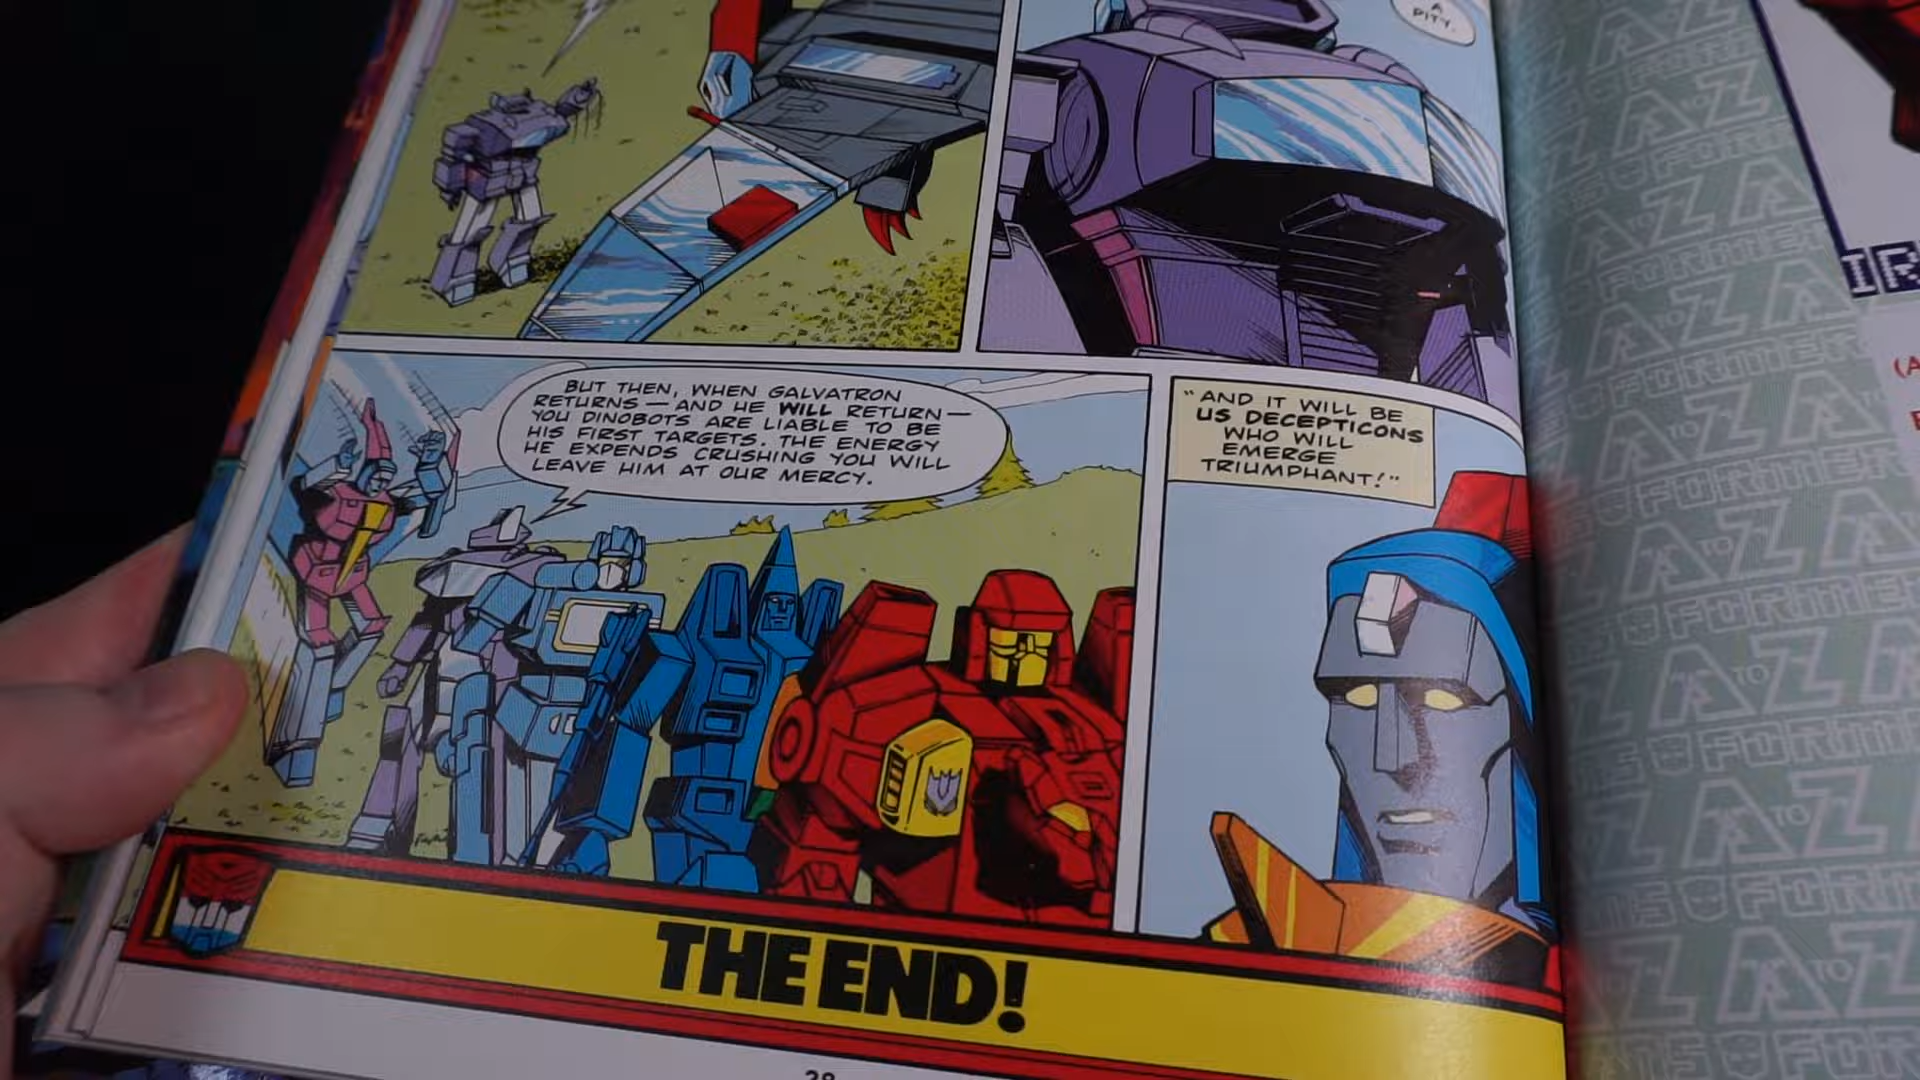 A
PITY.
BUT THEN, WHEN GALVATRON
RETURNS — AND HE WILL RETURN —
YOU DINOBOTS ARE LIABLE TO BE
HIS FIRST TARGETS. THE ENERGY
HE EXPENDS CRUSHING YOU WILL
LEAVE HIM AT OUR MERCY.
"AND IT WILL BE
US DECEPTICONS
WHO WILL
EMERGE
TRIUMPHANT!"
THE END!
A TO Z